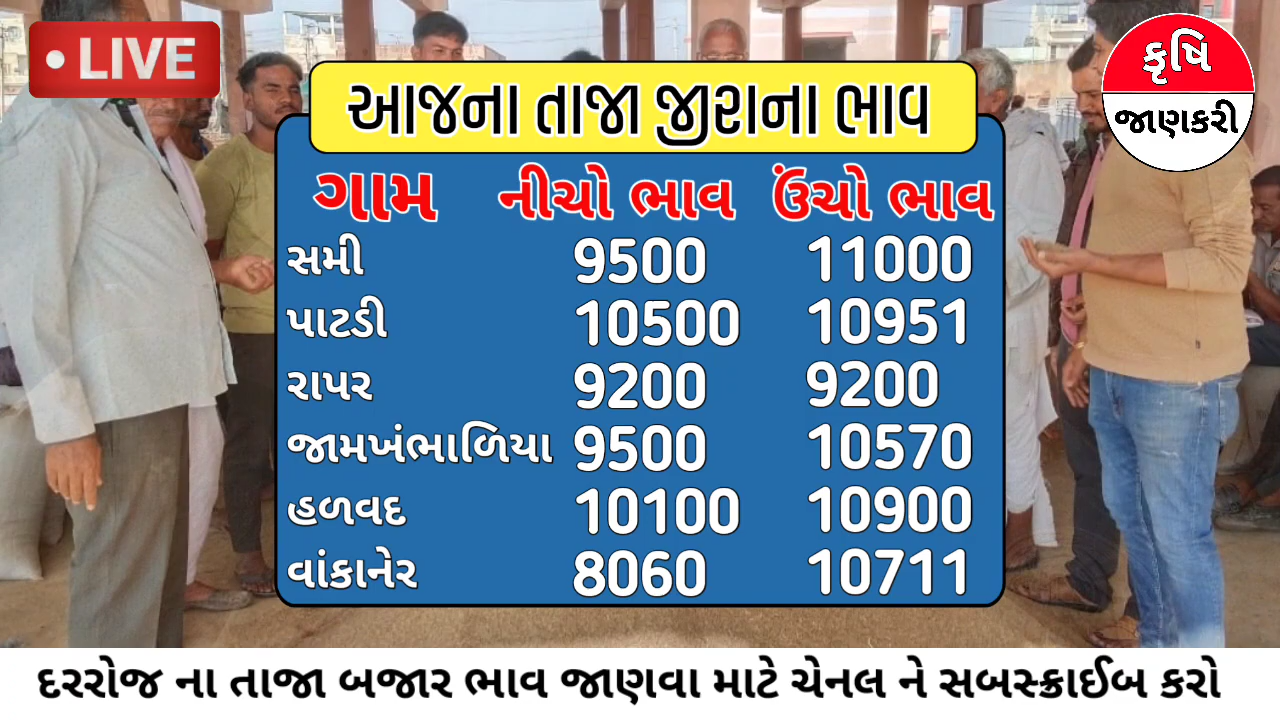 LIVE
કૃષિ
જાણકરી
આજના તાજા જીરાના ભાવ
ગામ નીચો ભાવ ઉંચો ભાવ
સમી 9500 11000
પાટડી 10500 10951
રાપર 9200 9200
જામખંભાળિયા 9500 10570
હળવદ 10100 10900
વાંકાનેર 8060 10711
દરરોજ ના તાજા બજાર ભાવ જાણવા માટે ચેનલ ને સબસ્ક્રાઈબ કરો